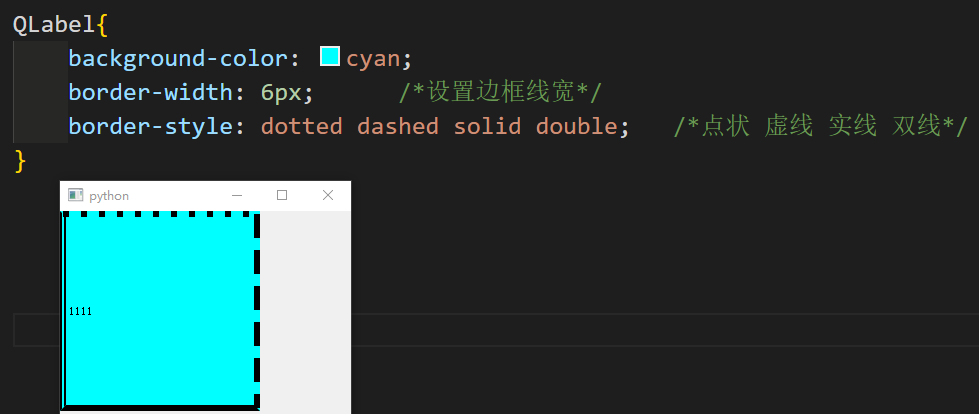 QLabel{
background-color: cyan;
border-width: 6px; /*设置边框线宽*/
border-style: dotted dashed solid double; /*点状 虚线 实线 双线*/
}
python
1111